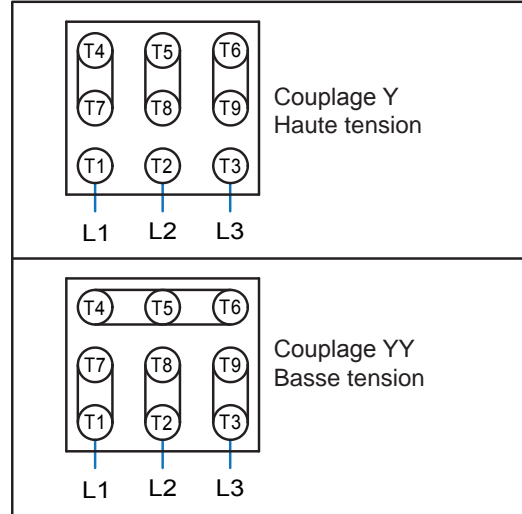 T4 T5 T6
T7 T8 T9
Couplage Y
Haute tension
T1 T2 T3
L1 L2 L3
T4 T5 T6
Couplage YY
Basse tension
T7 T8 T9
T1 T2 T3
L1 L2 L3